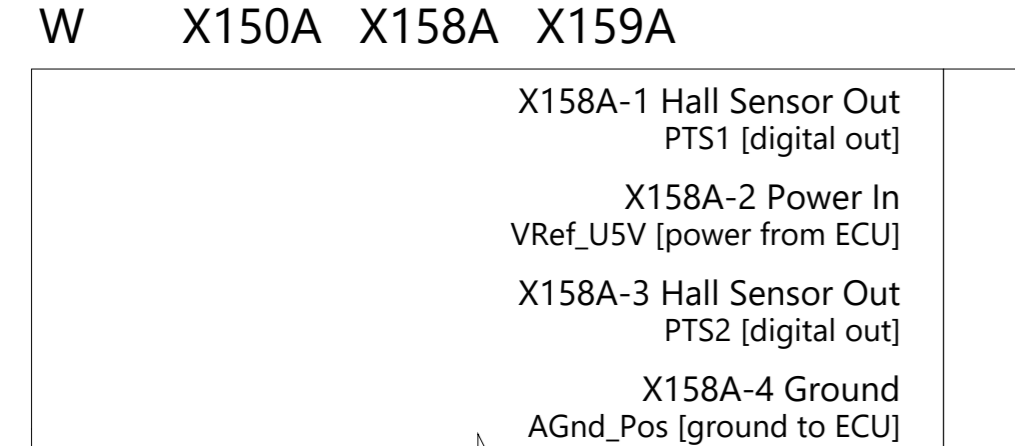 W X150A X158A X159A
X158A-1 Hall Sensor Out
PTS1 [digital out]
X158A-2 Power In
VRef_U5V [power from ECU]
X158A-3 Hall Sensor Out
PTS2 [digital out]
X158A-4 Ground
AGnd_Pos [ground to ECU]